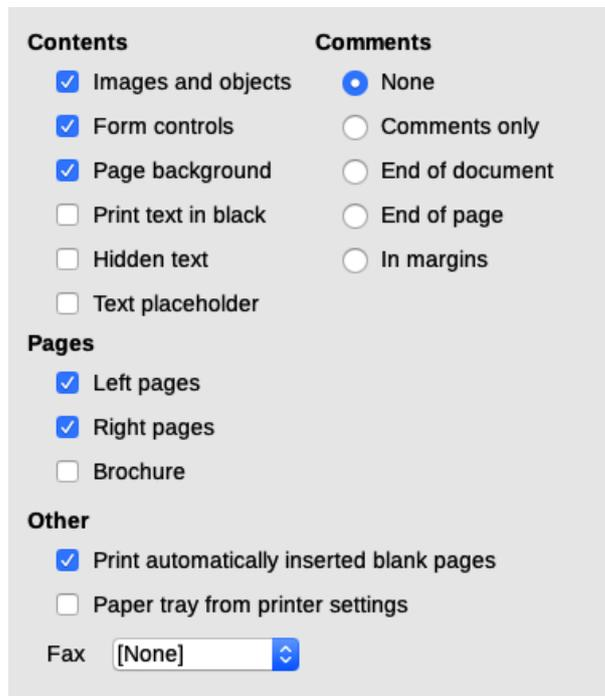 Contents
Images and objects
Form controls
Page background
Print text in black
Hidden text
Text placeholder
Comments
None
Comments only
End of document
End of page
In margins
Pages
Left pages
Right pages
Brochure
Other
Print automatically inserted blank pages
Paper tray from printer settings
Fax [None]